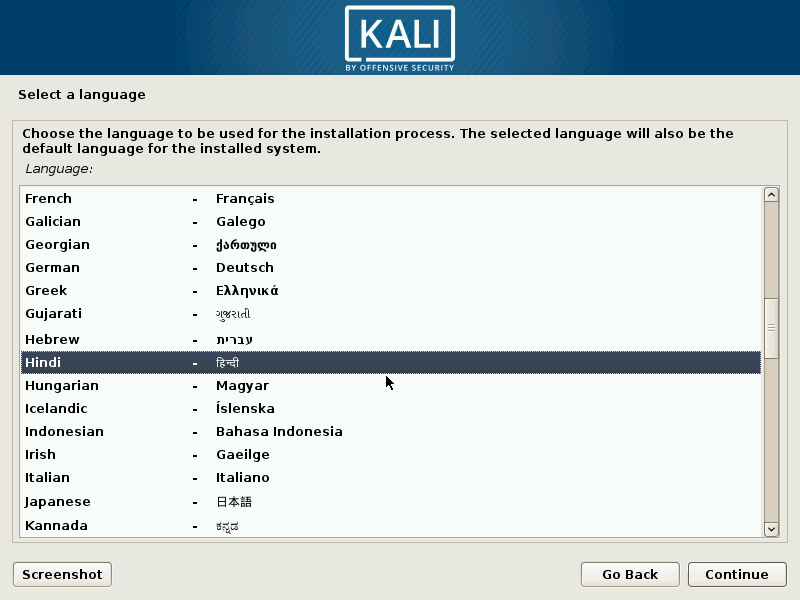 KALI
BY OFFENSIVE SECURITY
Select a language
Choose the language to be used for the installation process. The selected language will also be the
default language for the installed system.
Language:
French - Français
Galician - Galego
Georgian - ქართული
German - Deutsch
Greek - Ελληνικά
Gujarati - ગુજરાતી
Hebrew - עברית
Hindi - हिन्दी
Hungarian - Magyar
Icelandic - Íslenska
Indonesian - Bahasa Indonesia
Irish - Gaeilge
Italian - Italiano
Japanese - 日本語
Kannada - ಕನ್ನಡ
Screenshot Go Back Continue